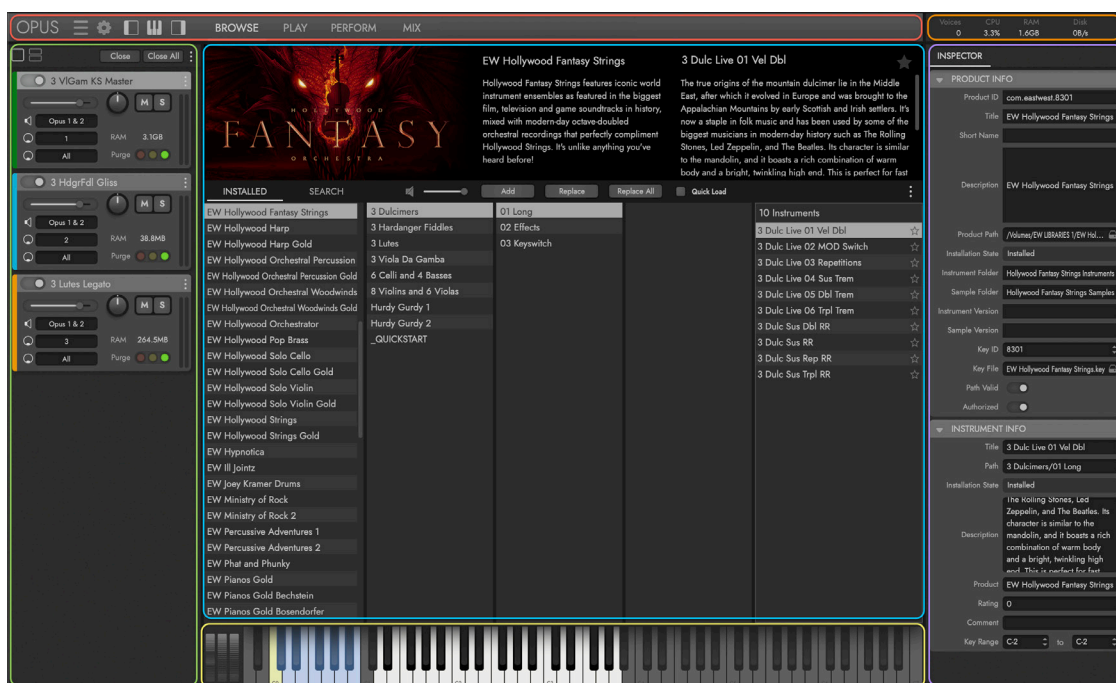 OPUS
BROWSE PLAY PERFORM MIX
Voices CPU RAM Disk
0 3.3% 1.6GB 0B/s
Close Close All
3 VlGam KS Master
M S
Opus 1 & 2
1 RAM 3.1GB
All Purge
3 HdgrFdl Gliss
M S
Opus 1 & 2
2 RAM 38.8MB
All Purge
3 Lutes Legato
M S
Opus 1 & 2
3 RAM 264.5MB
All Purge
HOLLYWOOD
FANTASY
ORCHESTRA
EW Hollywood Fantasy Strings
Hollywood Fantasy Strings features iconic world
instrument ensembles as featured in the biggest
film, television and game soundtracks in history,
mixed with modern-day octave-doubled
orchestral recordings that perfectly compliment
Hollywood Strings. It's unlike anything you've
heard before!
3 Dulc Live 01 Vel Dbl
The true origins of the mountain dulcimer lie in the Middle
East, after which it evolved in Europe and was brought to the
Appalachian Mountains by early Scottish and Irish settlers. It's
now a staple in folk music and has been used by some of the
biggest musicians in modern-day history such as The Rolling
Stones, Led Zeppelin, and The Beatles. Its character is similar
to the mandolin, and it boasts a rich combination of warm
body and a bright, twinkling high end. This is perfect for fast
INSTALLED SEARCH
Add Replace Replace All Quick Load
EW Hollywood Fantasy Strings
EW Hollywood Harp
EW Hollywood Harp Gold
EW Hollywood Orchestral Percussion
EW Hollywood Orchestral Percussion Gold
EW Hollywood Orchestral Woodwinds
EW Hollywood Orchestral Woodwinds Gold
EW Hollywood Orchestrator
EW Hollywood Pop Brass
EW Hollywood Solo Cello
EW Hollywood Solo Cello Gold
EW Hollywood Solo Violin
EW Hollywood Solo Violin Gold
EW Hollywood Strings
EW Hollywood Strings Gold
EW Hypnotica
EW Ill Jointz
EW Joey Kramer Drums
EW Ministry of Rock
EW Ministry of Rock 2
EW Percussive Adventures 1
EW Percussive Adventures 2
EW Phat and Phunky
EW Pianos Gold
EW Pianos Gold Bechstein
EW Pianos Gold Bosendorfer
3 Dulcimers
3 Hardanger Fiddles
3 Lutes
3 Viola Da Gamba
6 Celli and 4 Basses
8 Violins and 6 Violas
Hurdy Gurdy 1
Hurdy Gurdy 2
_QUICKSTART
01 Long
02 Effects
03 Keyswitch
10 Instruments
3 Dulc Live 01 Vel Dbl
3 Dulc Live 02 MOD Switch
3 Dulc Live 03 Repetitions
3 Dulc Live 04 Sus Trem
3 Dulc Live 05 Dbl Trem
3 Dulc Live 06 Trpl Trem
3 Dulc Sus Dbl RR
3 Dulc Sus RR
3 Dulc Sus Rep RR
3 Dulc Sus Trpl RR
INSPECTOR
PRODUCT INFO
Product ID com.eastwest.8301
Title EW Hollywood Fantasy Strings
Short Name
Description EW Hollywood Fantasy Strings
Product Path /Volumes/EW LIBRARIES 1/EW Hol...
Installation State Installed
Instrument Folder Hollywood Fantasy Strings Instruments
Sample Folder Hollywood Fantasy Strings Samples
Instrument Version
Sample Version
Key ID 8301
Key File EW Hollywood Fantasy Strings.key
Path Valid
Authorized
INSTRUMENT INFO
Title 3 Dulc Live 01 Vel Dbl
Path 3 Dulcimers/01 Long
Installation State Installed
Description
The Rolling Stones, Led
Zeppelin, and The Beatles. Its
character is similar to the
mandolin, and it boasts a rich
combination of warm body
and a bright, twinkling high
end. This is perfect for fast
Product EW Hollywood Fantasy Strings
Rating 0
Comment
Key Range C-2 to C-2